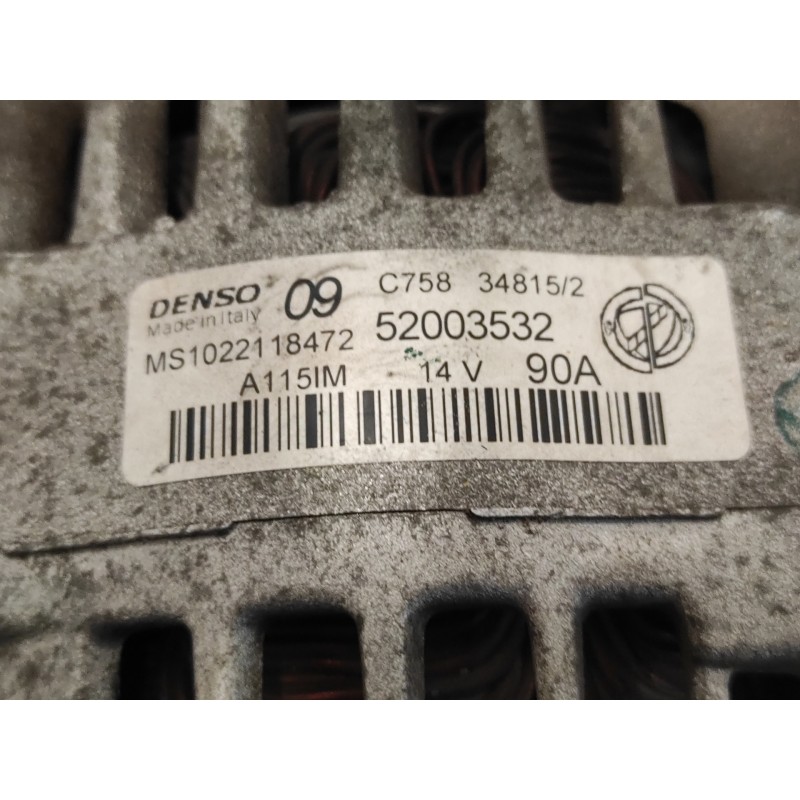 DENSO 09 C758 34815/2
Made in Italy
MS1022118472 52003532
A115IM 14 V 90A